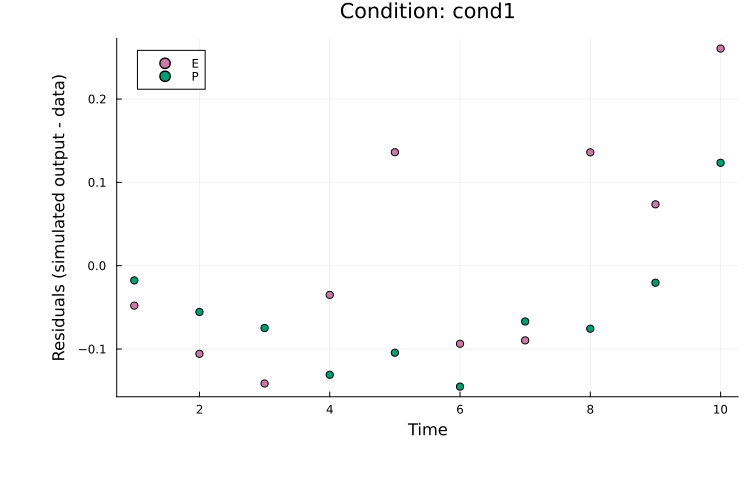 Condition: cond1
E
P
Residuals (simulated output - data)
0.2
0.1
0.0
−0.1
2 4 6 8 10
Time